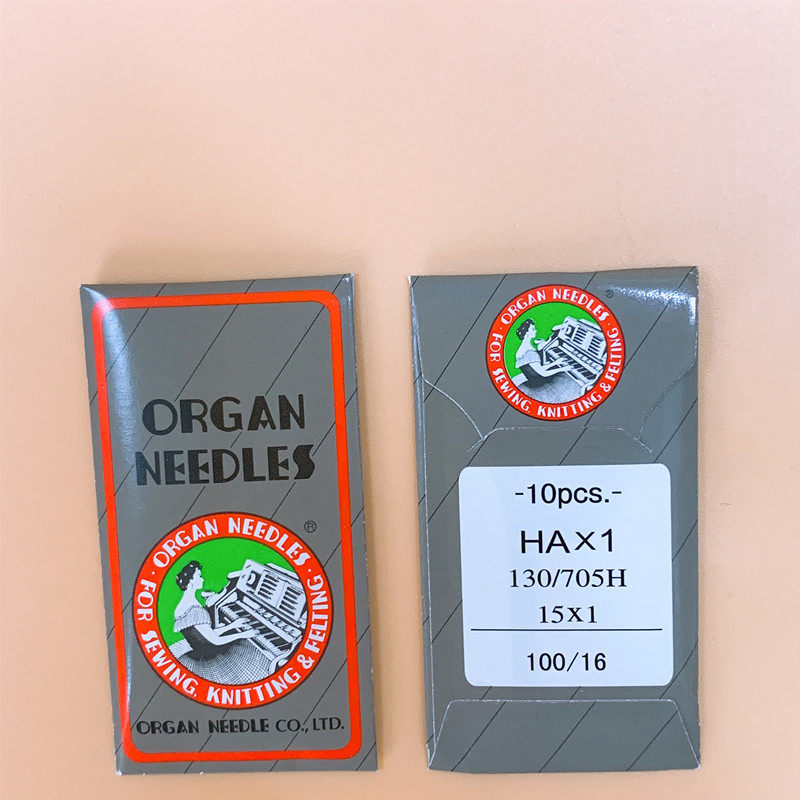 ORGAN
NEEDLES
®
· ORGAN NEEDLES ·
FOR SEWING, KNITTING & FELTING
ORGAN NEEDLE CO., LTD.
· ORGAN NEEDLES ·
®
FOR SEWING, KNITTING & FELTING
-10pcs.-
HA×1
130/705H
15×1
100/16